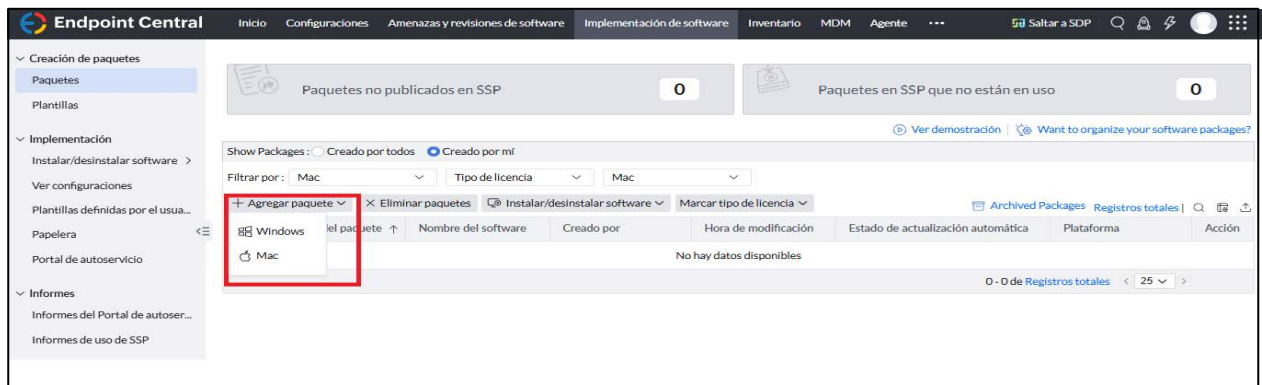 Endpoint Central Inicio Configuraciones Amenazas y revisiones de software Implementación de software Inventario MDM Agente ... Saltar a SDP
Creación de paquetes
Paquetes
Plantillas
Implementación
Instalar/desinstalar software >
Ver configuraciones
Plantillas definidas por el usua...
Papelera
Portal de autoservicio
Informes
Informes del Portal de autoser...
Informes de uso de SSP
Paquetes no publicados en SSP 0
Paquetes en SSP que no están en uso 0
Ver demostración | Want to organize your software packages?
Show Packages : Creado por todos Creado por mí
Filtrar por : Mac Tipo de licencia Mac
+ Agregar paquete × Eliminar paquetes Instalar/desinstalar software Marcar tipo de licencia Archived Packages Registros totales |
Windows
Mac
del paquete ↑ Nombre del software Creado por Hora de modificación Estado de actualización automática Plataforma Acción
No hay datos disponibles
0 - 0 de Registros totales < 25 >